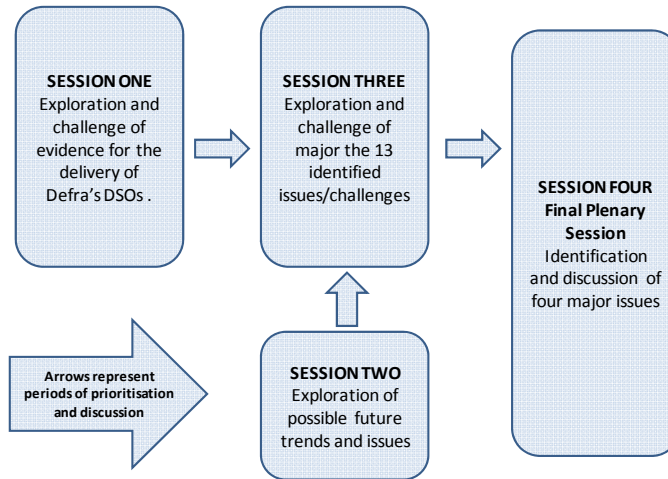 SESSION ONE
Exploration and
challenge of
evidence for the
delivery of
Defra's DSOs .
SESSION THREE
Exploration and
challenge of
major the 13
identified
issues/challenges
SESSION FOUR
Final Plenary
Session
Identification
and discussion of
four major issues
Arrows represent
periods of prioritisation
and discussion
SESSION TWO
Exploration of
possible future
trends and issues